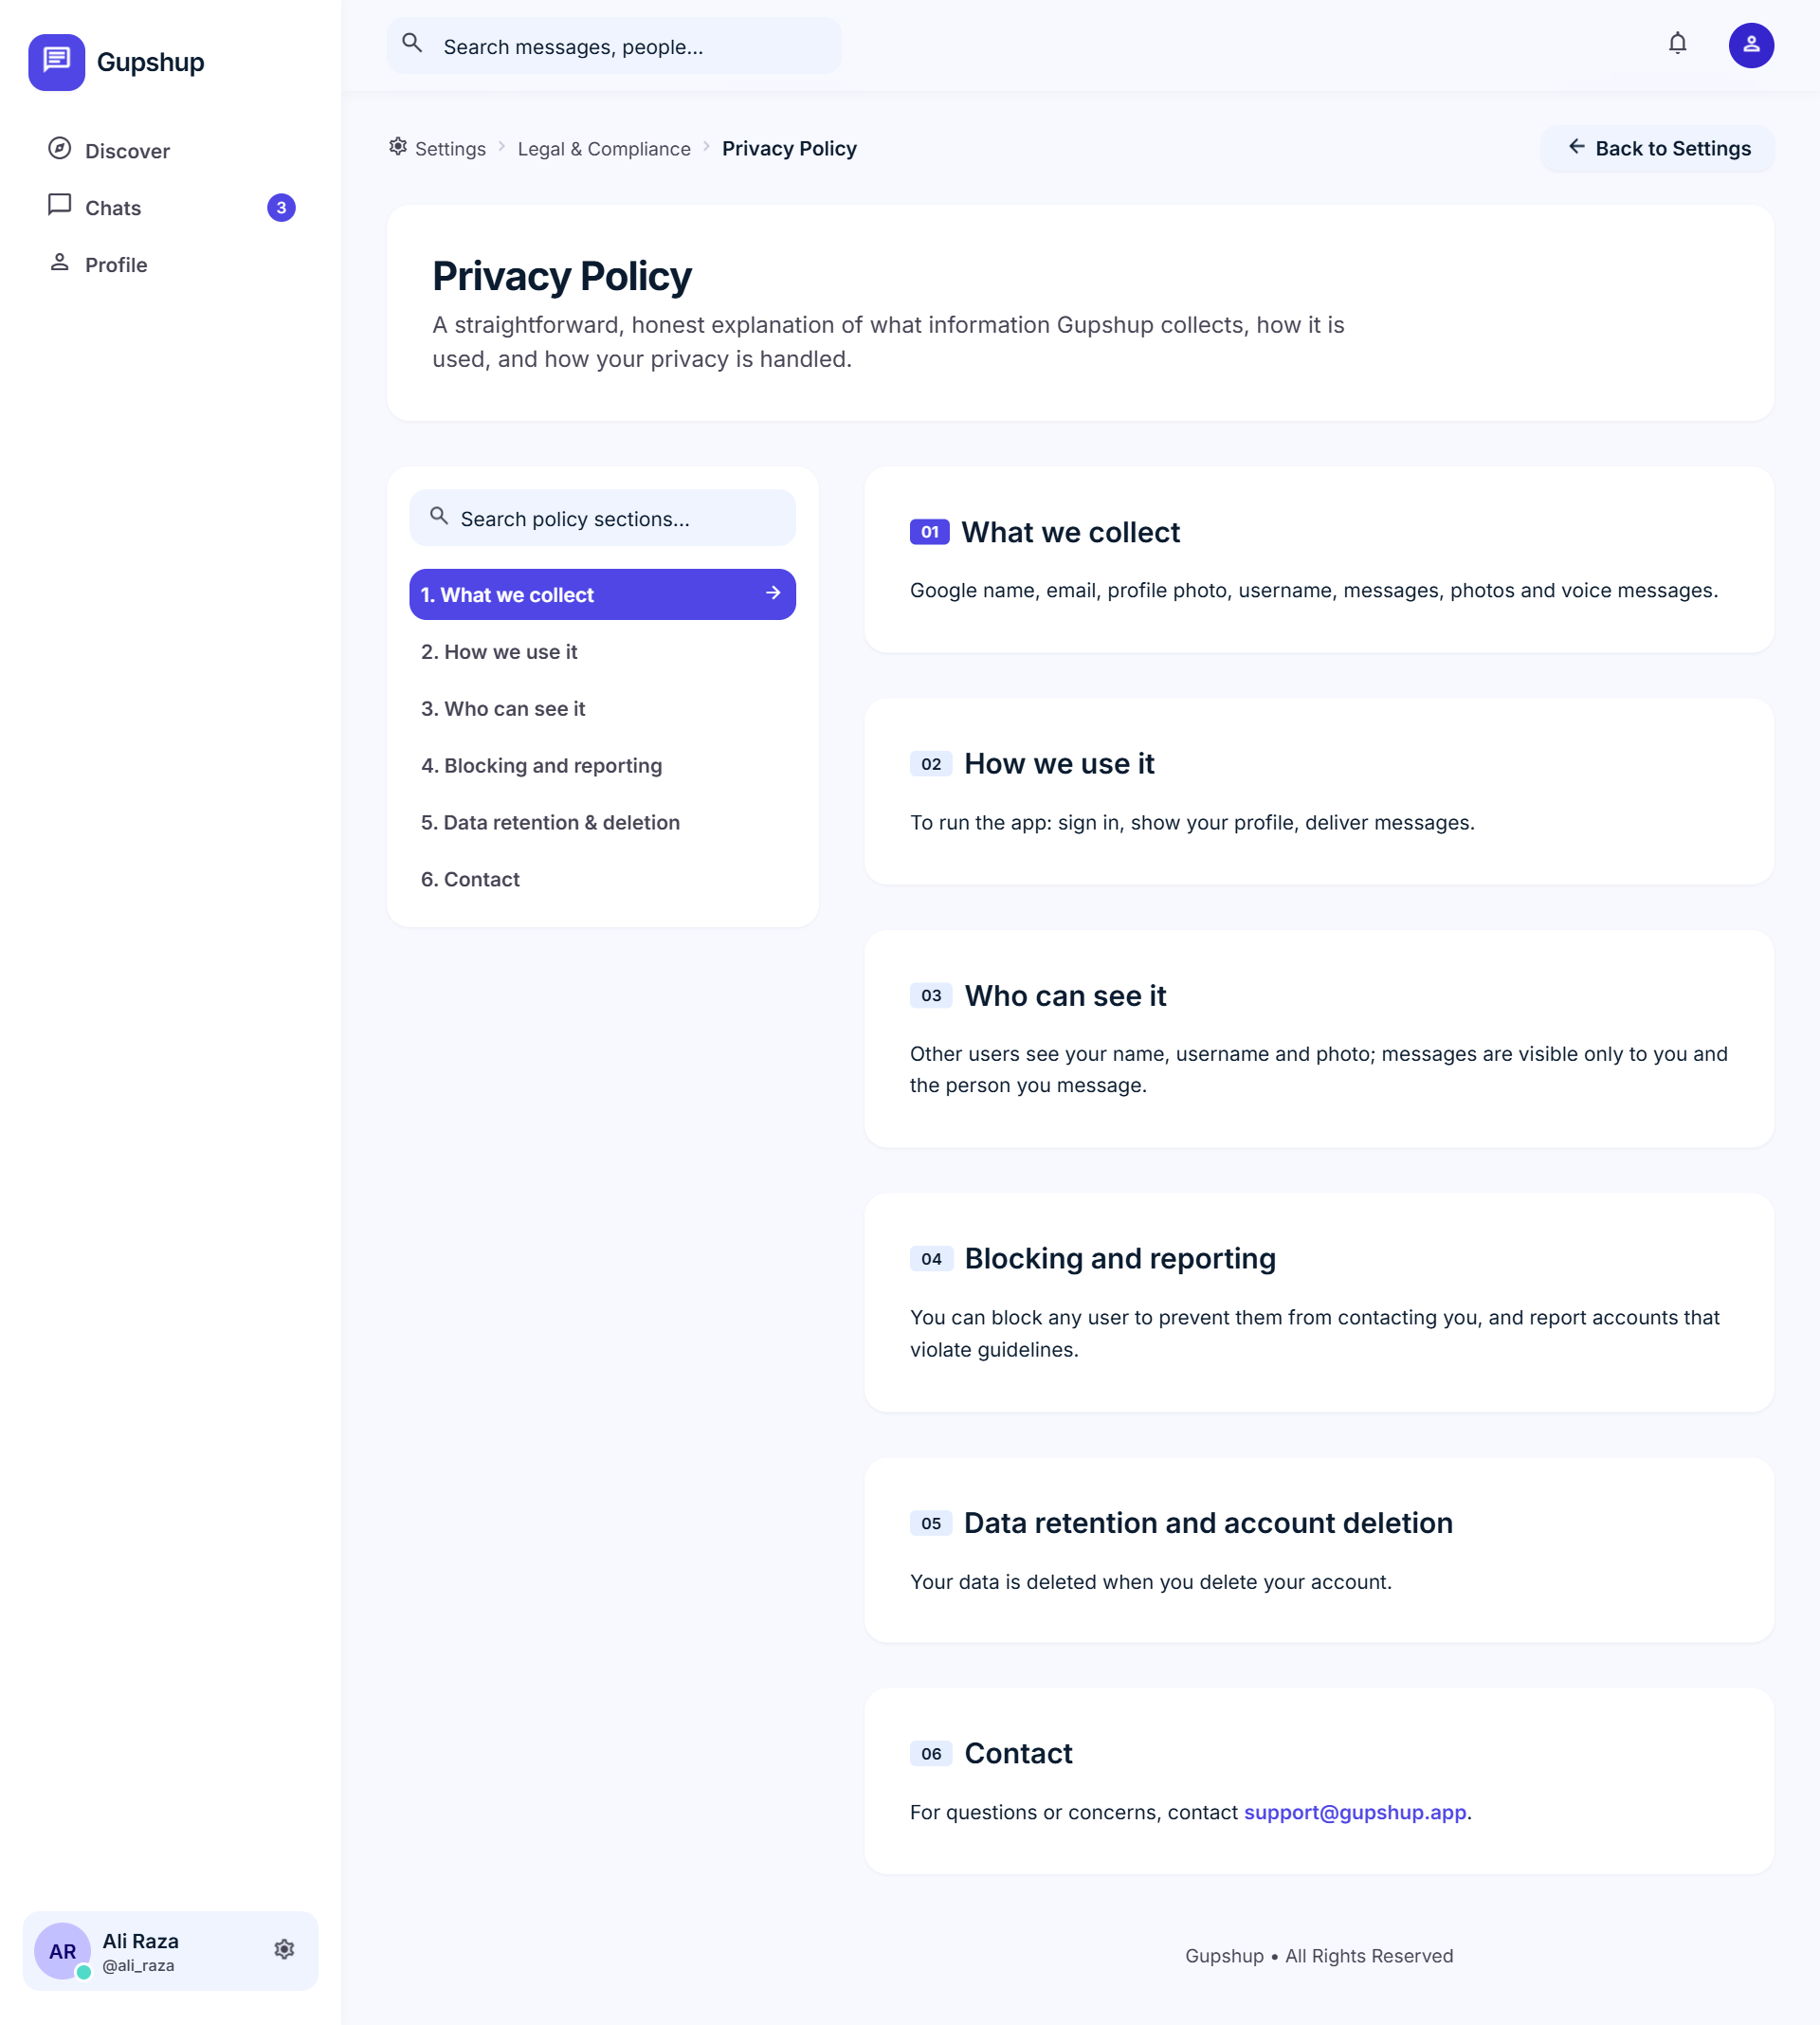 Gupshup
Discover
Chats
3
Profile
Search messages, people...
Settings
Legal & Compliance
Privacy Policy
Back to Settings
Privacy Policy
A straightforward, honest explanation of what information Gupshup collects, how it is
used, and how your privacy is handled.
Search policy sections...
1. What we collect
2. How we use it
3. Who can see it
4. Blocking and reporting
5. Data retention & deletion
6. Contact
01 What we collect
Google name, email, profile photo, username, messages, photos and voice messages.
02 How we use it
To run the app: sign in, show your profile, deliver messages.
03 Who can see it
Other users see your name, username and photo; messages are visible only to you and
the person you message.
04 Blocking and reporting
You can block any user to prevent them from contacting you, and report accounts that
violate guidelines.
05 Data retention and account deletion
Your data is deleted when you delete your account.
06 Contact
For questions or concerns, contact support@gupshup.app.
AR
Ali Raza
@ali_raza
Gupshup • All Rights Reserved